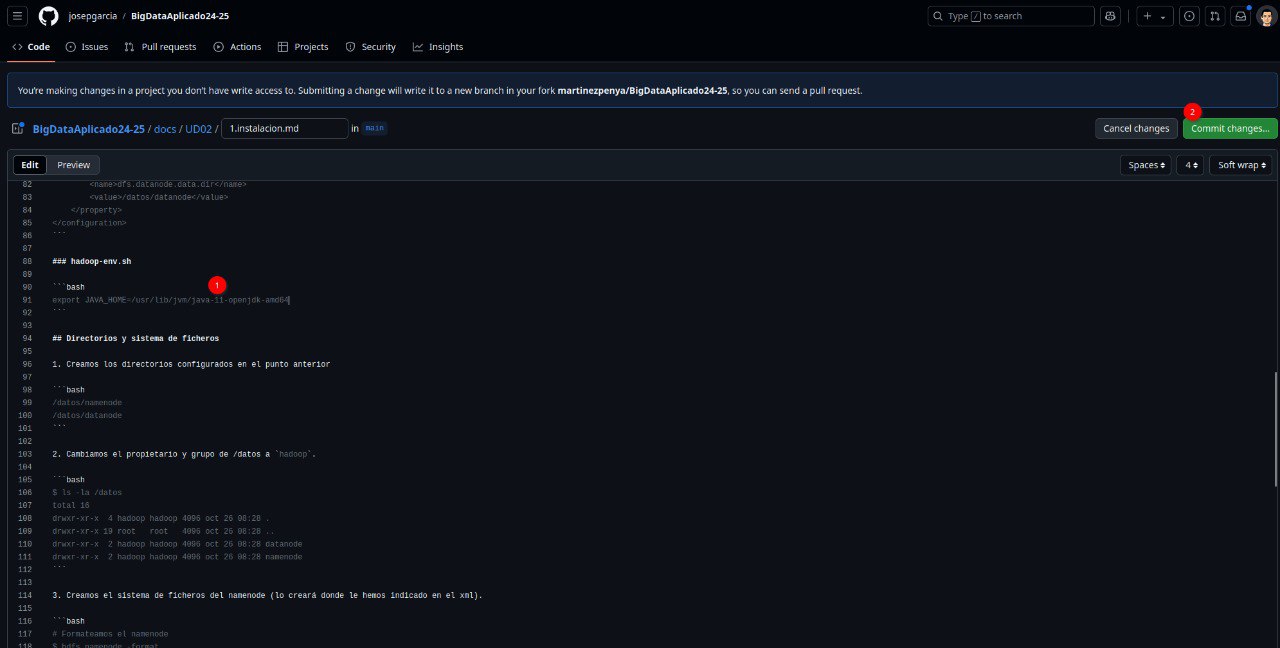 josepgarcia / BigDataAplicado24-25
Type / to search
Code Issues Pull requests Actions Projects Security Insights
You're making changes in a project you don't have write access to. Submitting a change will write it to a new branch in your fork martinezpenya/BigDataAplicado24-25, so you can send a pull request.
2
BigDataAplicado24-25 / docs / UD02 / 1.instalacion.md in main
Cancel changes Commit changes...
Edit Preview
Spaces 4 Soft wrap
82 <name>dfs.datanode.data.dir</name>
83 <value>/datos/datanode</value>
84 </property>
85 </configuration>
86 ```
87
88 ### hadoop-env.sh
89
1
90 ```bash
91 export JAVA_HOME=/usr/lib/jvm/java-11-openjdk-amd64
92 ```
93
94 ## Directorios y sistema de ficheros
95
96 1. Creamos los directorios configurados en el punto anterior
97
98 ```bash
99 /datos/namenode
100 /datos/datanode
101 ```
102
103 2. Cambiamos el propietario y grupo de /datos a `hadoop`.
104
105 ```bash
106 $ ls -la /datos
107 total 16
108 drwxr-xr-x  4 hadoop hadoop 4096 oct 26 08:28 .
109 drwxr-xr-x 19 root   root   4096 oct 26 08:28 ..
110 drwxr-xr-x  2 hadoop hadoop 4096 oct 26 08:28 datanode
111 drwxr-xr-x  2 hadoop hadoop 4096 oct 26 08:28 namenode
112 ```
113
114 3. Creamos el sistema de ficheros del namenode (lo creará donde le hemos indicado en el xml).
115
116 ```bash
117 # Formateamos el namenode
118 $ hdfs namenode -format